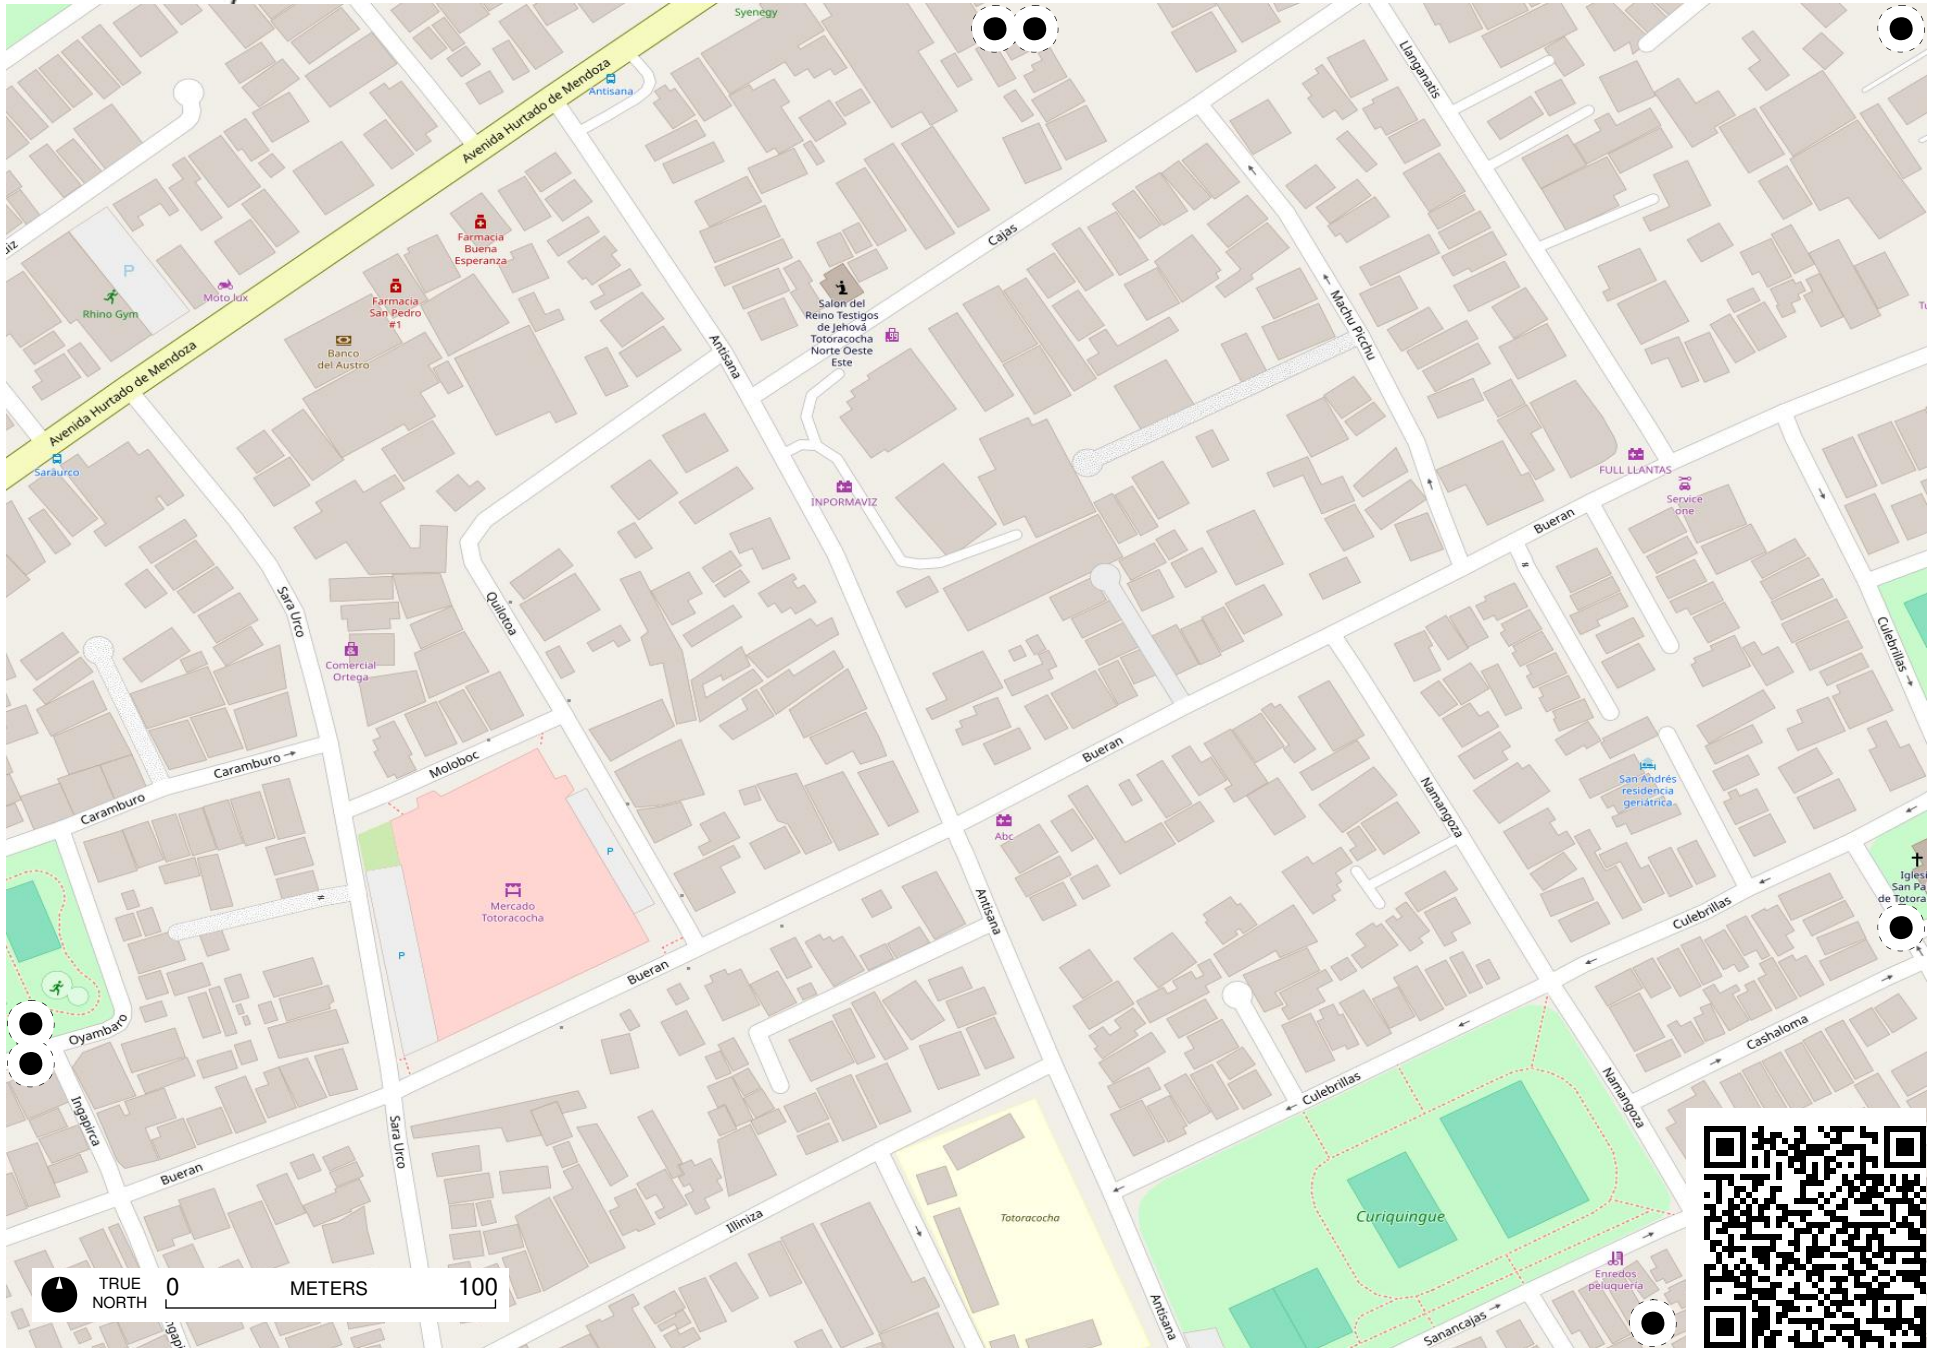 Syenegy
Avenida Hurtado de Mendoza
Antisana
Llanganatis
Farmacia
Buena
Esperanza
Cajas
P
Moto lux
Rhino Gym
Farmacia
San Pedro
#1
Banco
del Austro
Salon del
Reino Testigos
de Jehová
Totoracocha
Norte Oeste
Este
Machu Picchu
Antisana
Avenida Hurtado de Mendoza
Saraurco
INPORMAVIZ
FULL LLANTAS
Service
one
Bueran
Sara Urco
Quilotoa
Culebrillas
Comercial
Ortega
Caramburo
Moloboc
Bueran
San Andrés
residencia
geriátrica
Caramburo
Namangoza
Abc
P
Mercado
Totoracocha
Antisana
Culebrillas
P
Bueran
Oyambaro
Cashaloma
Culebrillas
Namangoza
Ingapirca
Sara Urco
Bueran
Illiniza
Totoracocha
Curiquingue
Enredos
peluquería
Antisana
Sanancajas
TRUE
NORTH
0 METERS 100